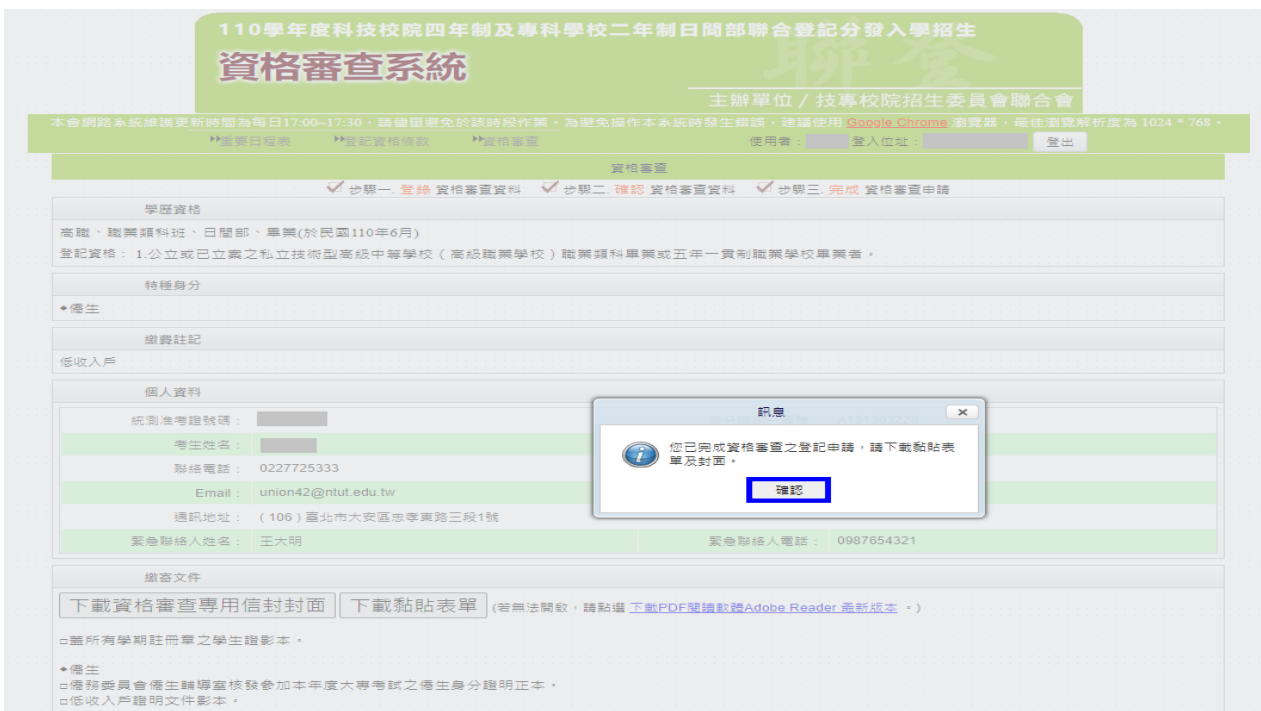 110學年度科技校院四年制及專科學校二年制日間部聯合登記分發入學招生
聯登
資格審查系統
主辦單位 / 技專校院招生委員會聯合會
本會網路系統維護更新時間為每日17:00~17:30，請儘量避免於該時段作業。為避免操作本系統時發生錯誤，建議使用 Google Chrome 瀏覽器，最佳瀏覽解析度為 1024 * 768。
重要日程表 登記資格條款 資格審查 使用者： 登入位址： 登出
資格審查
步驟一. 登錄 資格審查資料 步驟二. 確認 資格審查資料 步驟三. 完成 資格審查申請
學歷資格
高職、職業類科班、日間部、畢業(於民國110年6月)
登記資格： 1.公立或已立案之私立技術型高級中等學校（高級職業學校）職業類科畢業或五年一貫制職業學校畢業者。
特種身分
◆僑生
繳費註記
低收入戶
個人資料
統測准考證號碼：
考生姓名：
聯絡電話： 0227725333
Email： union42@ntut.edu.tw
通訊地址： ( 106 ) 臺北市大安區忠孝東路三段1號
緊急聯絡人姓名： 王大明 緊急聯絡人電話： 0987654321
訊息
您已完成資格審查之登記申請，請下載黏貼表
單及封面。
確認
繳寄文件
下載資格審查專用信封封面 下載黏貼表單 (若無法開啟，請點選 下載PDF閱讀軟體Adobe Reader 最新版本 。)
□蓋所有學期註冊章之學生證影本。
◆僑生
□僑務委員會僑生輔導室核發參加本年度大專考試之僑生身分證明正本。
□低收入戶證明文件影本。